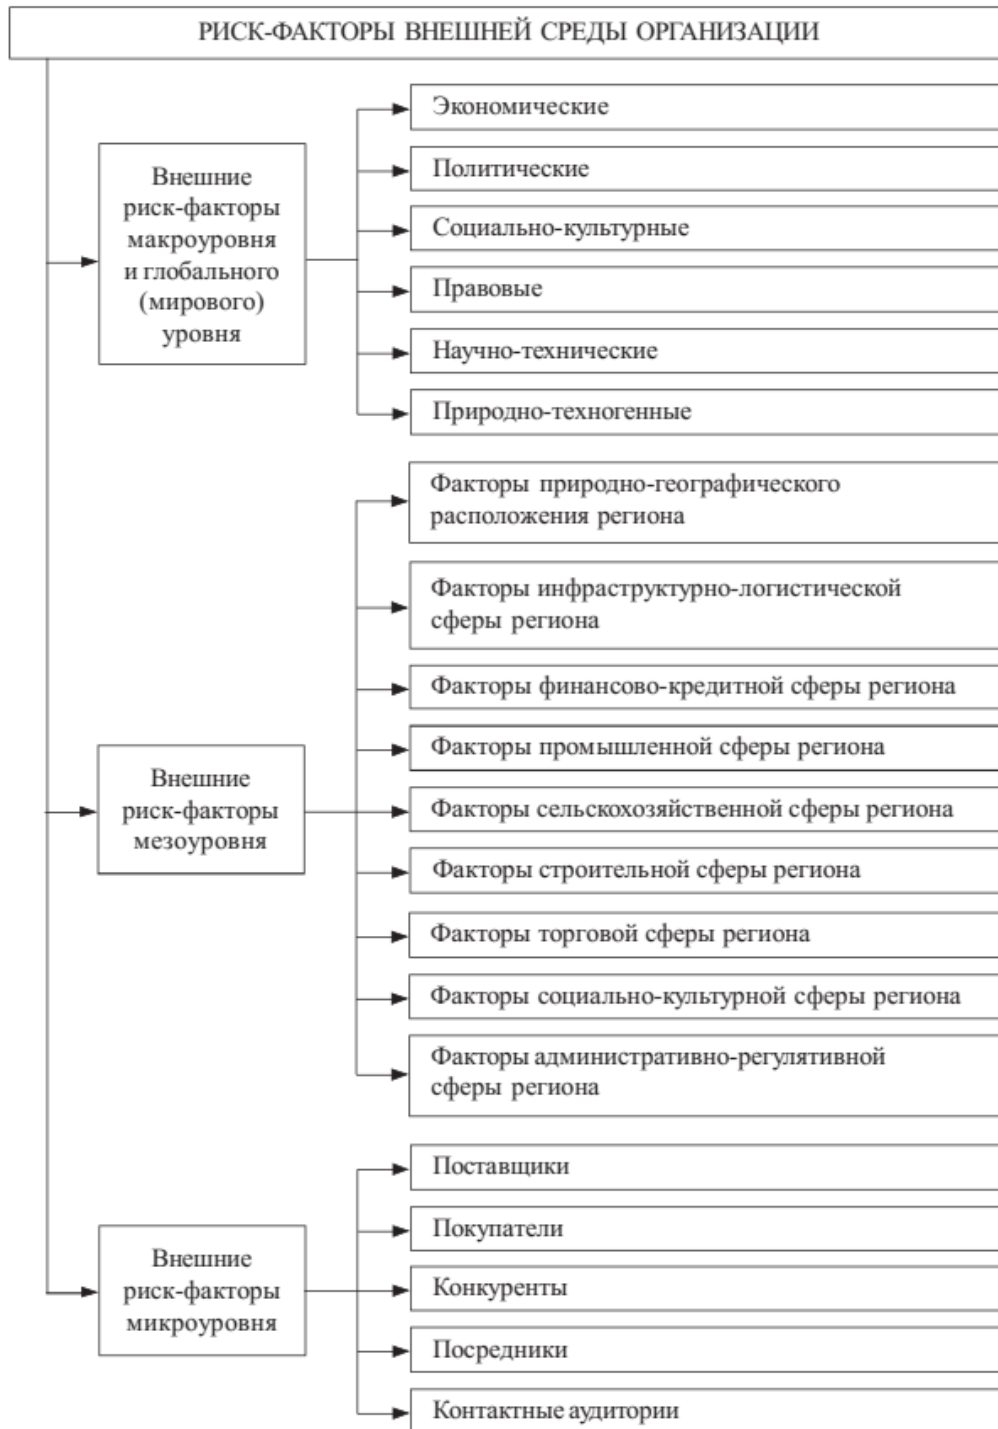 РИСК-ФАКТОРЫ ВНЕШНЕЙ СРЕДЫ ОРГАНИЗАЦИИ
Внешние
риск-факторы
макроуровня
и глобального
(мирового)
уровня
Экономические
Политические
Социально-культурные
Правовые
Научно-технические
Природно-техногенные
Внешние
риск-факторы
мезоуровня
Факторы природно-географического
расположения региона
Факторы инфраструктурно-логистической
сферы региона
Факторы финансово-кредитной сферы региона
Факторы промышленной сферы региона
Факторы сельскохозяйственной сферы региона
Факторы строительной сферы региона
Факторы торговой сферы региона
Факторы социально-культурной сферы региона
Факторы административно-регулятивной
сферы региона
Внешние
риск-факторы
микроуровня
Поставщики
Покупатели
Конкуренты
Посредники
Контактные аудитории